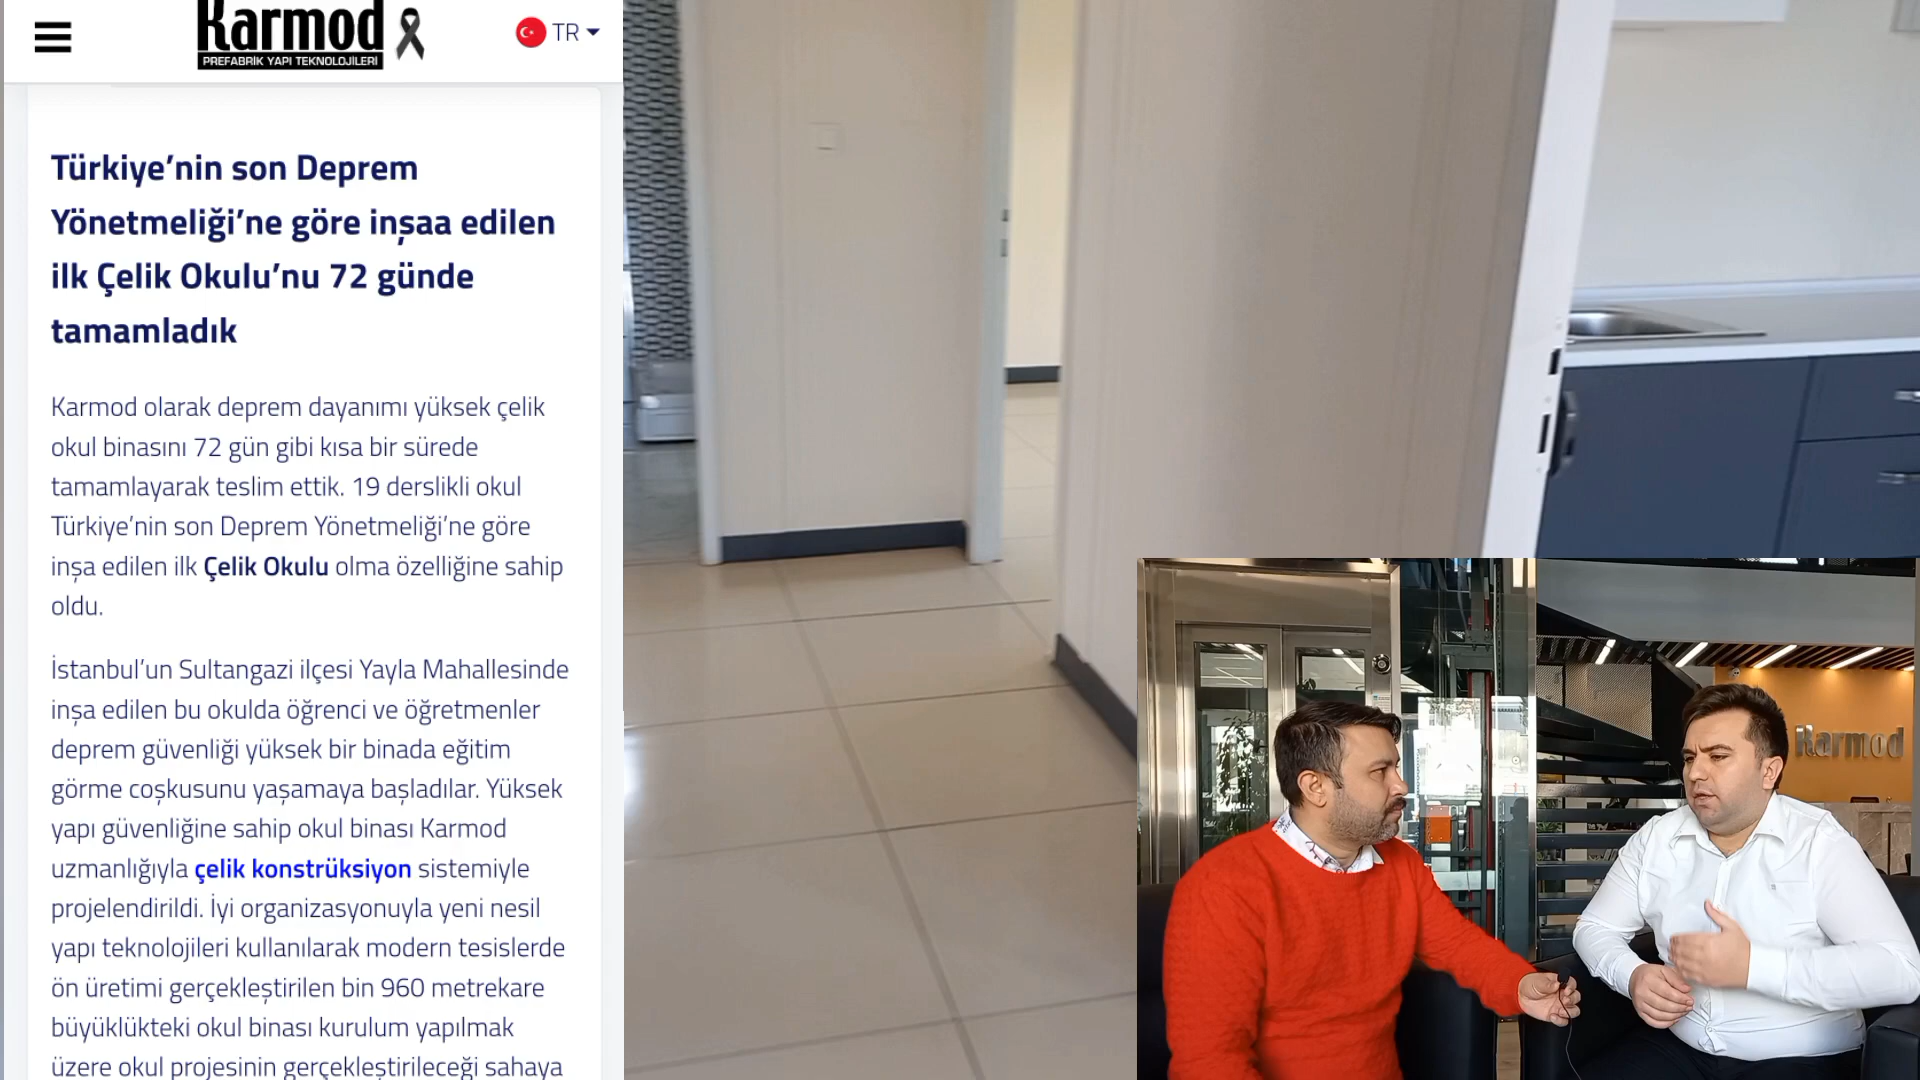 Karmod
PREFABRİK YAPI TEKNOLOJİLERİ
TR
Türkiye’nin son Deprem
Yönetmeliği’ne göre inşaa edilen
ilk Çelik Okulu’nu 72 günde
tamamladık
Karmod olarak deprem dayanımı yüksek çelik
okul binasını 72 gün gibi kısa bir sürede
tamamlayarak teslim ettik. 19 derslikli okul
Türkiye’nin son Deprem Yönetmeliği’ne göre
inşa edilen ilk Çelik Okulu olma özelliğine sahip
oldu.
İstanbul’un Sultangazi ilçesi Yayla Mahallesinde
inşa edilen bu okulda öğrenci ve öğretmenler
deprem güvenliği yüksek bir binada eğitim
görme coşkusunu yaşamaya başladılar. Yüksek
yapı güvenliğine sahip okul binası Karmod
uzmanlığıyla çelik konstrüksiyon sistemiyle
projelendirildi. İyi organizasyonuyla yeni nesil
yapı teknolojileri kullanılarak modern tesislerde
ön üretimi gerçekleştirilen bin 960 metrekare
büyüklükteki okul binası kurulum yapılmak
üzere okul projesinin gerçekleştirileceği sahaya
Karmod